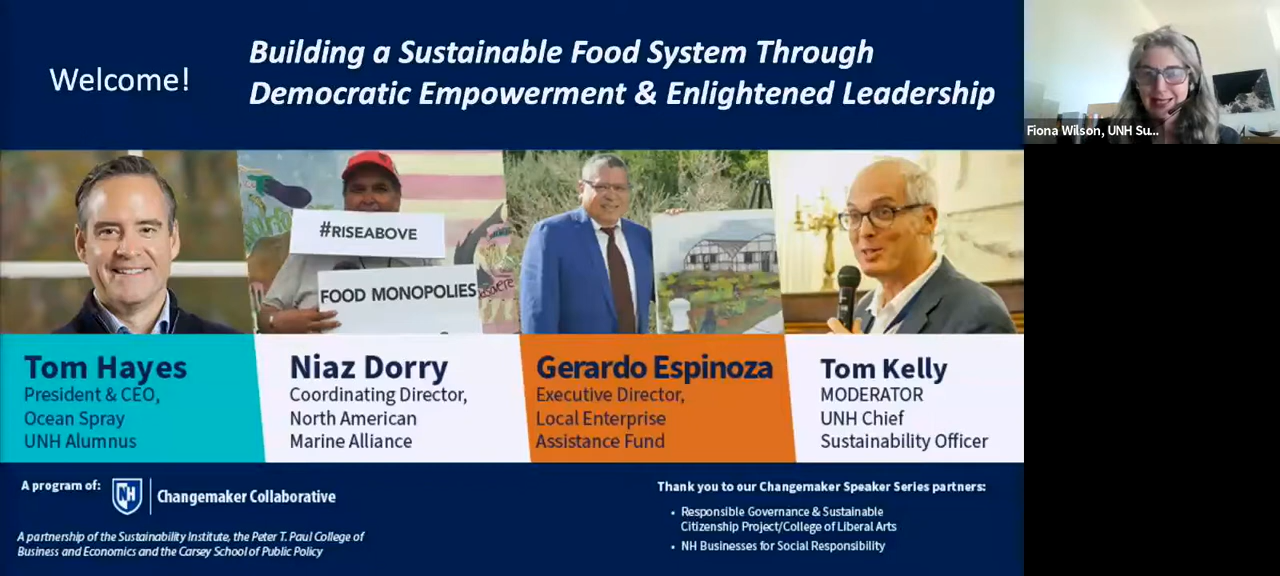 Welcome!
Building a Sustainable Food System Through
Democratic Empowerment & Enlightened Leadership
Fiona Wilson, UNH Su...
#RISEABOVE
FOOD MONOPOLIES
Tom Hayes
President & CEO,
Ocean Spray
UNH Alumnus
Niaz Dorry
Coordinating Director,
North American
Marine Alliance
Gerardo Espinoza
Executive Director,
Local Enterprise
Assistance Fund
Tom Kelly
MODERATOR
UNH Chief
Sustainability Officer
A program of:
NH
Changemaker Collaborative
A partnership of the Sustainability Institute, the Peter T. Paul College of
Business and Economics and the Carsey School of Public Policy
Thank you to our Changemaker Speaker Series partners:
• Responsible Governance & Sustainable
Citizenship Project/College of Liberal Arts
• NH Businesses for Social Responsibility